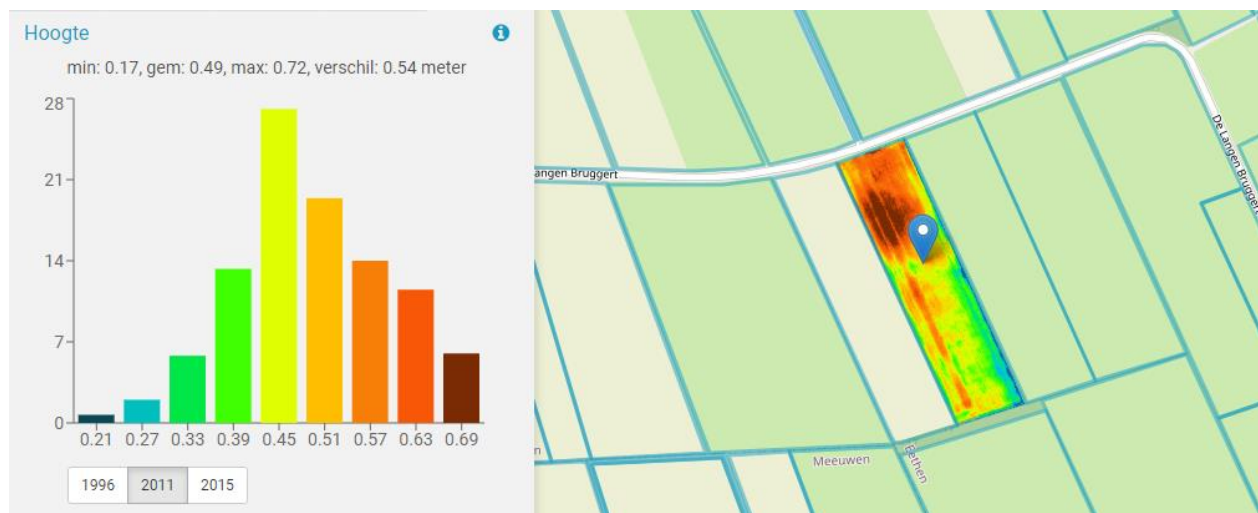 Hoogte
min: 0.17, gem: 0.49, max: 0.72, verschil: 0.54 meter
28
21
14
7
0
0.21 0.27 0.33 0.39 0.45 0.51 0.57 0.63 0.69
1996 2011 2015
angen Bruggert
De Langen Bruggert
n
Meeuwen
Eethen